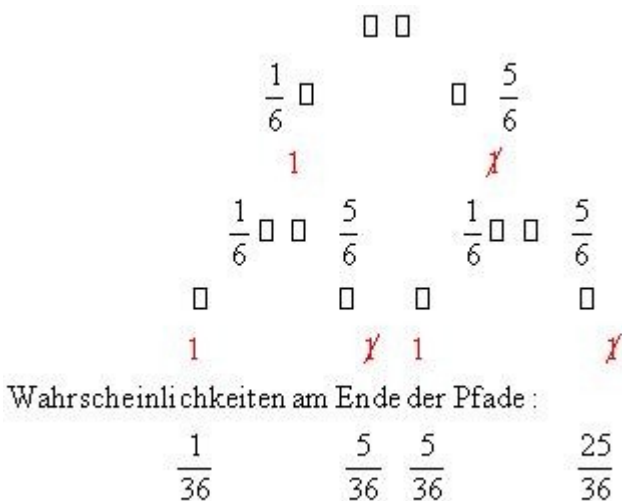 ▯ ▯
1/6 ▯ ▯ 5/6
1 1̸
1/6 ▯ ▯ 5/6 1/6 ▯ ▯ 5/6
▯ ▯ ▯ ▯
1 1̸ 1 1̸
Wahrscheinlichkeiten am Ende der Pfade :
1/36 5/36 5/36 25/36